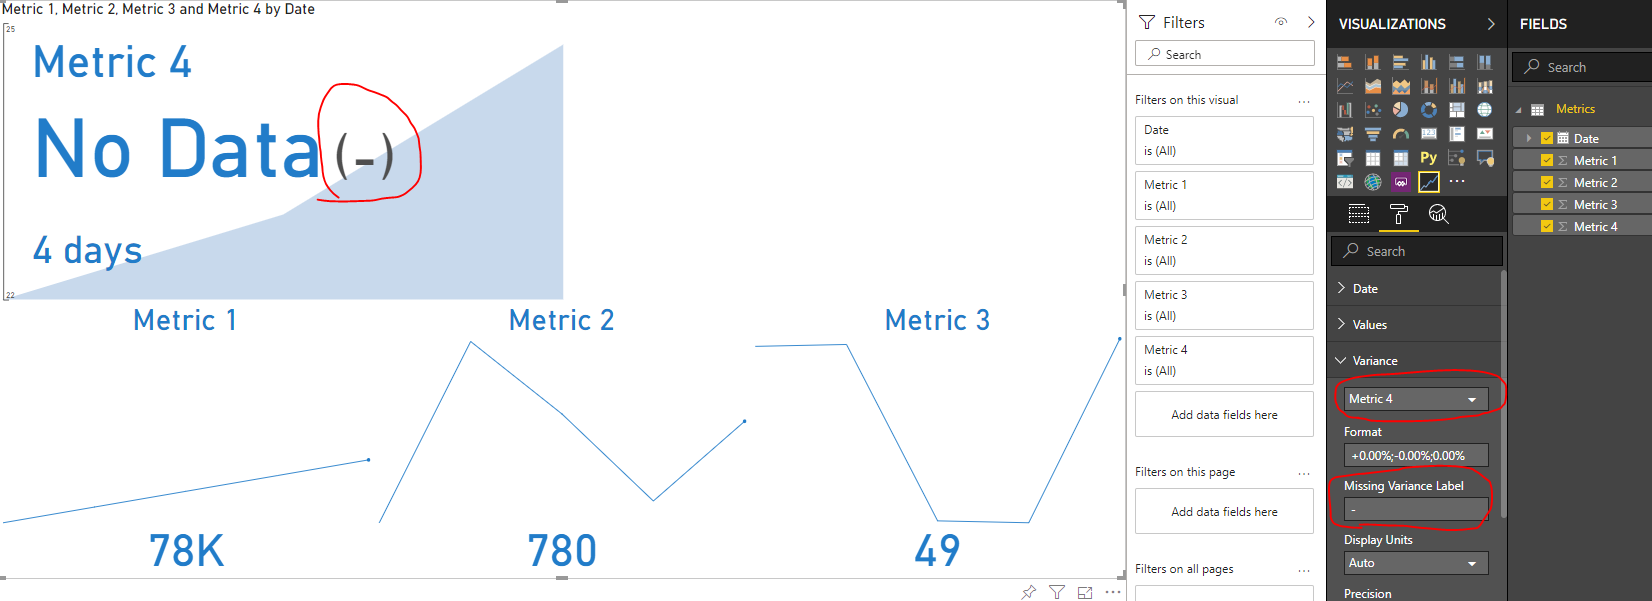 Metric 1, Metric 2, Metric 3 and Metric 4 by Date
25
Metric 4
No Data (-)
4 days
22
Metric 1
Metric 2
Metric 3
78K
780
49
Filters
Search
Filters on this visual
...
Date
is (All)
Metric 1
is (All)
Metric 2
is (All)
Metric 3
is (All)
Metric 4
is (All)
Add data fields here
Filters on this page
...
Add data fields here
Filters on all pages
...
VISUALIZATIONS
Py
...
Search
Date
Values
Variance
Metric 4
Format
+0.00%;-0.00%;0.00%
Missing Variance Label
-
Display Units
Auto
Precision
FIELDS
Search
Metrics
Date
Σ Metric 1
Σ Metric 2
Σ Metric 3
Σ Metric 4